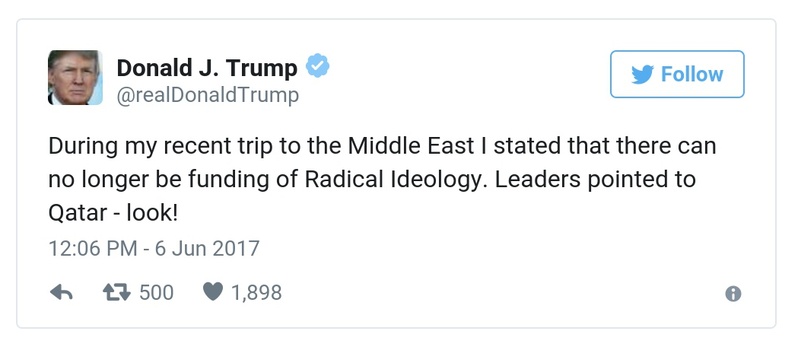 Donald J. Trump
@realDonaldTrump
Follow
During my recent trip to the Middle East I stated that there can
no longer be funding of Radical Ideology. Leaders pointed to
Qatar - look!
12:06 PM - 6 Jun 2017
500 1,898